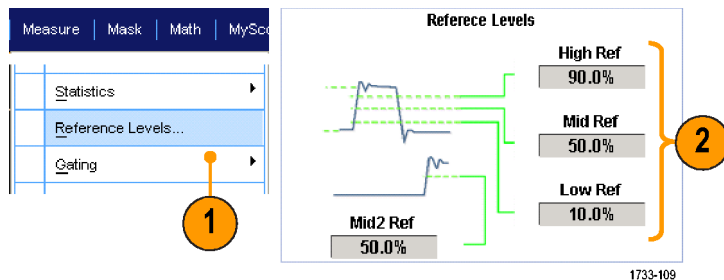 Measure | Mask | Math | MySco
Statistics
Reference Levels...
Gating
1
Referece Levels
High Ref
90.0%
Mid Ref
50.0%
Low Ref
10.0%
Mid2 Ref
50.0%
2
1733-109